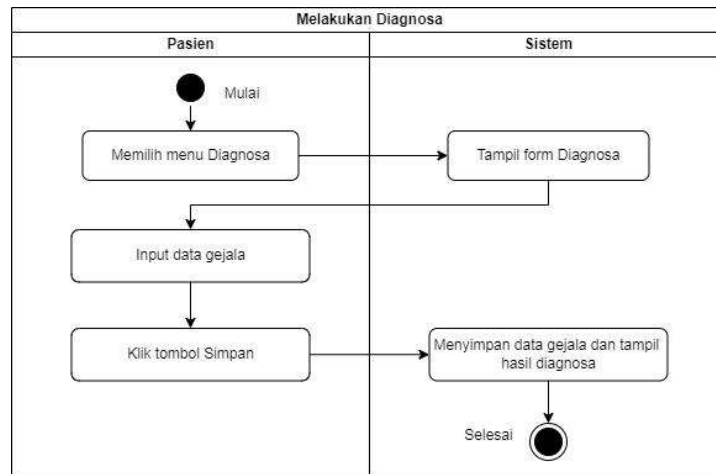 Melakukan Diagnosa
Pasien
Sistem
Mulai
Memilih menu Diagnosa
Tampil form Diagnosa
Input data gejala
Klik tombol Simpan
Menyimpan data gejala dan tampil
hasil diagnosa
Selesai